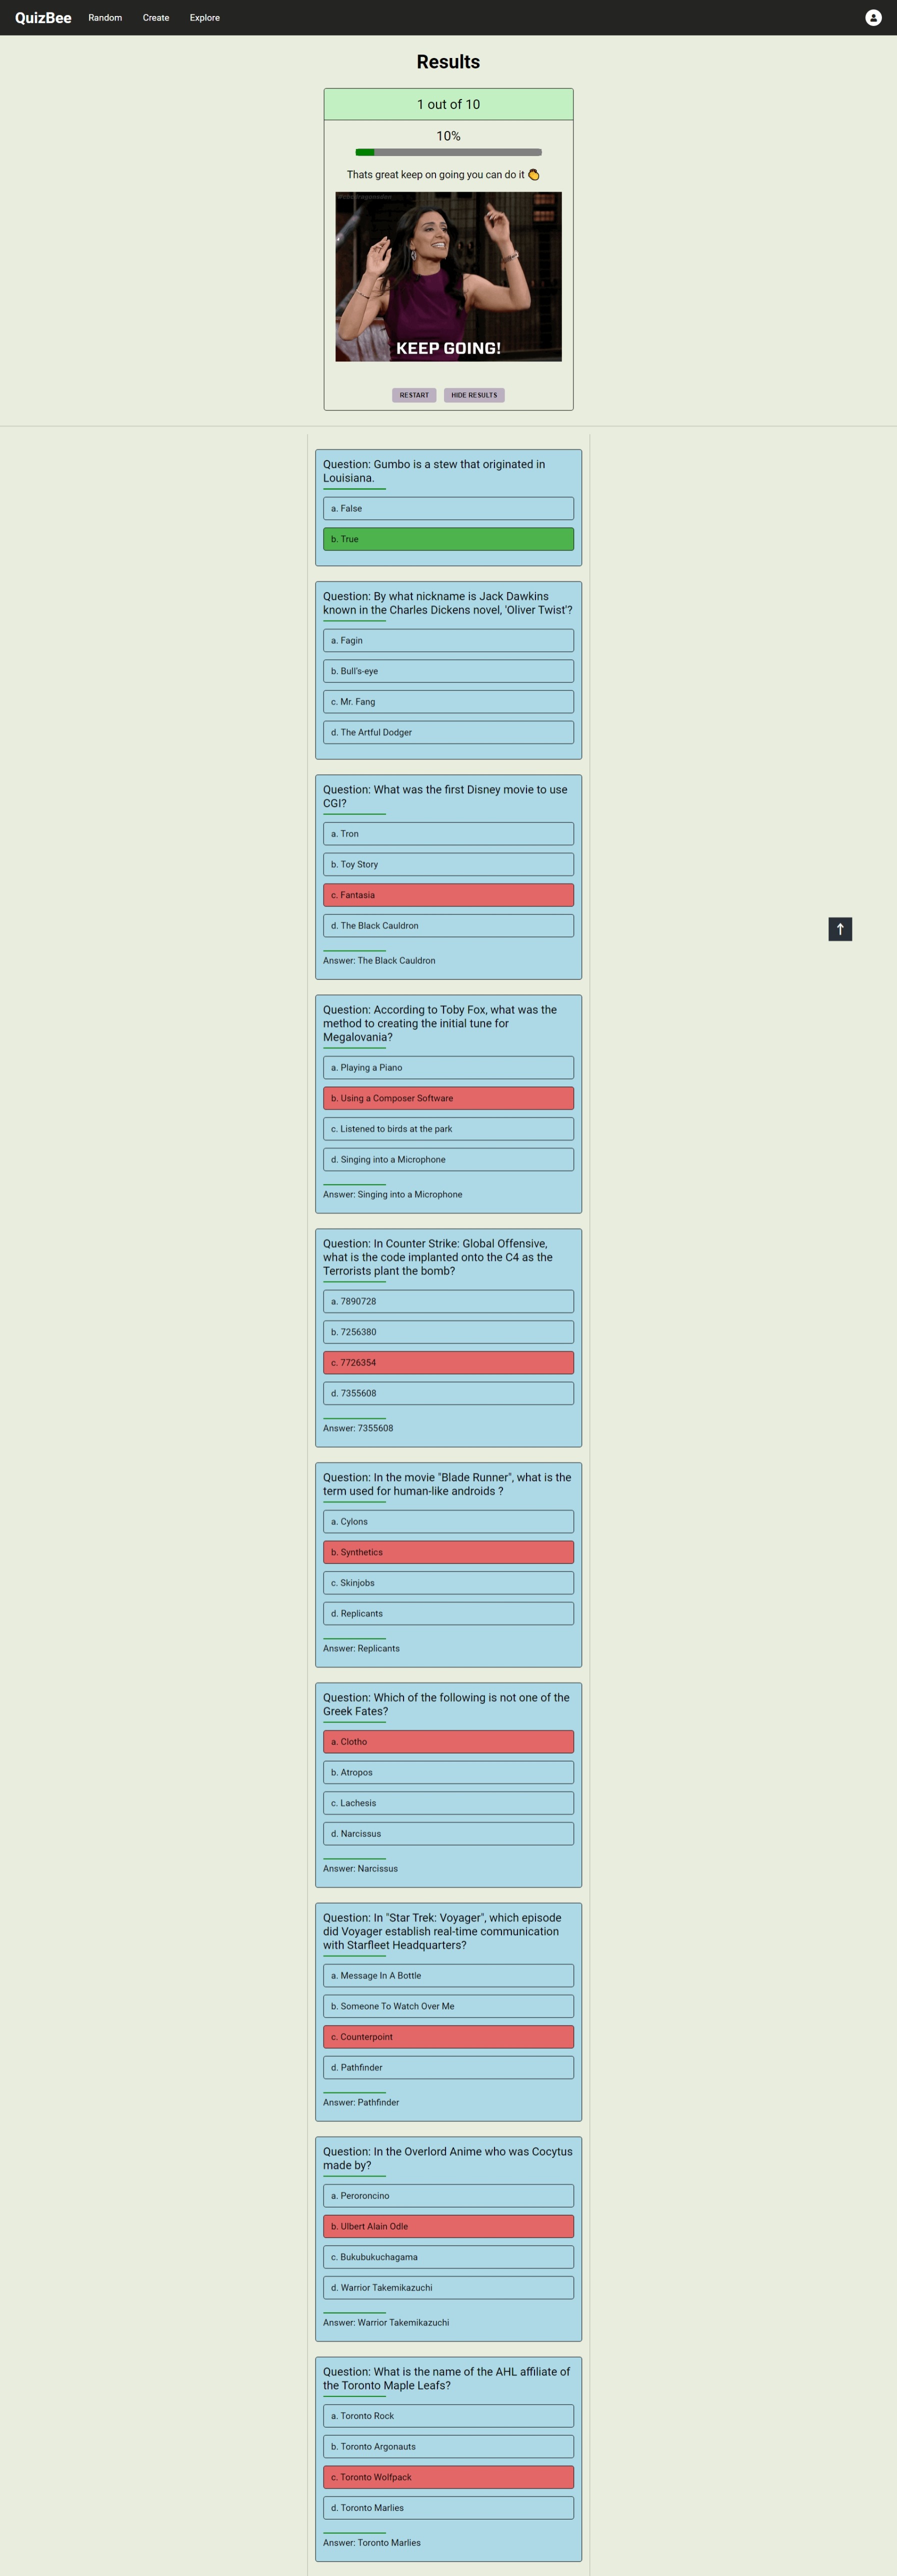 QuizBee Random Create Explore
Results
1 out of 10
10%
Thats great keep on going you can do it 👏
KEEP GOING!
RESTART HIDE RESULTS
Question: Gumbo is a stew that originated in
Louisiana.
a. False
b. True
Question: By what nickname is Jack Dawkins
known in the Charles Dickens novel, 'Oliver Twist'?
a. Fagin
b. Bull's-eye
c. Mr. Fang
d. The Artful Dodger
Question: What was the first Disney movie to use
CGI?
a. Tron
b. Toy Story
c. Fantasia
d. The Black Cauldron
Answer: The Black Cauldron
Question: According to Toby Fox, what was the
method to creating the initial tune for
Megalovania?
a. Playing a Piano
b. Using a Composer Software
c. Listened to birds at the park
d. Singing into a Microphone
Answer: Singing into a Microphone
Question: In Counter Strike: Global Offensive,
what is the code implanted onto the C4 as the
Terrorists plant the bomb?
a. 7890728
b. 7256380
c. 7726354
d. 7355608
Answer: 7355608
Question: In the movie "Blade Runner", what is the
term used for human-like androids ?
a. Cylons
b. Synthetics
c. Skinjobs
d. Replicants
Answer: Replicants
Question: Which of the following is not one of the
Greek Fates?
a. Clotho
b. Atropos
c. Lachesis
d. Narcissus
Answer: Narcissus
Question: In "Star Trek: Voyager", which episode
did Voyager establish real-time communication
with Starfleet Headquarters?
a. Message In A Bottle
b. Someone To Watch Over Me
c. Counterpoint
d. Pathfinder
Answer: Pathfinder
Question: In the Overlord Anime who was Cocytus
made by?
a. Peroroncino
b. Ulbert Alain Odle
c. Bukubukuchagama
d. Warrior Takemikazuchi
Answer: Warrior Takemikazuchi
Question: What is the name of the AHL affiliate of
the Toronto Maple Leafs?
a. Toronto Rock
b. Toronto Argonauts
c. Toronto Wolfpack
d. Toronto Marlies
Answer: Toronto Marlies